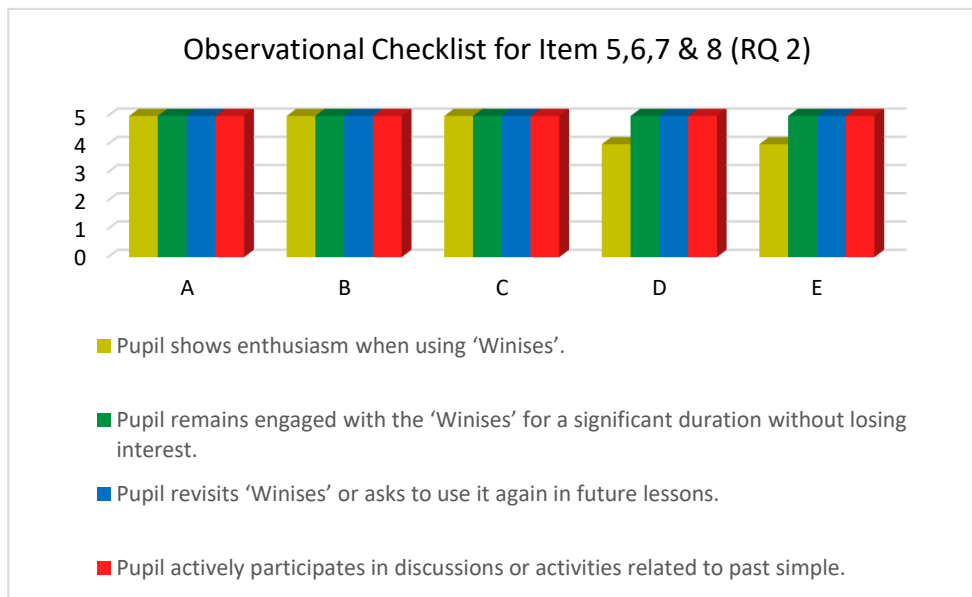 Observational Checklist for Item 5,6,7 & 8 (RQ 2)
5
4
3
2
1
0
A B C D E
Pupil shows enthusiasm when using ‘Winises’.
Pupil remains engaged with the ‘Winises’ for a significant duration without losing
interest.
Pupil revisits ‘Winises’ or asks to use it again in future lessons.
Pupil actively participates in discussions or activities related to past simple.